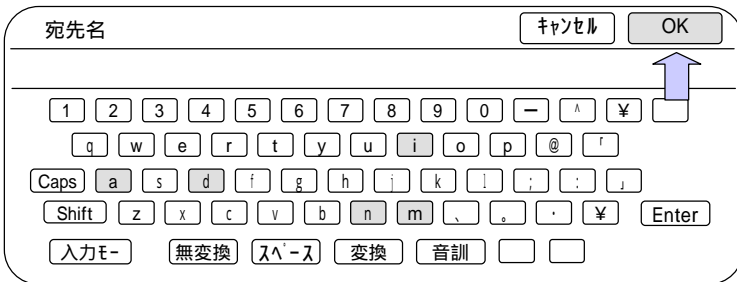 宛先名 ｷｬﾝｾﾙ OK
1 2 3 4 5 6 7 8 9 0 ー ＾ ¥
q w e r t y u i o p @ 「
Caps a s d f g h j k l ; : 」
Shift z x c v b n m 、 。 ・ ¥ Enter
入力ﾓｰ 無変換 ｽﾍﾟｰｽ 変換 音訓